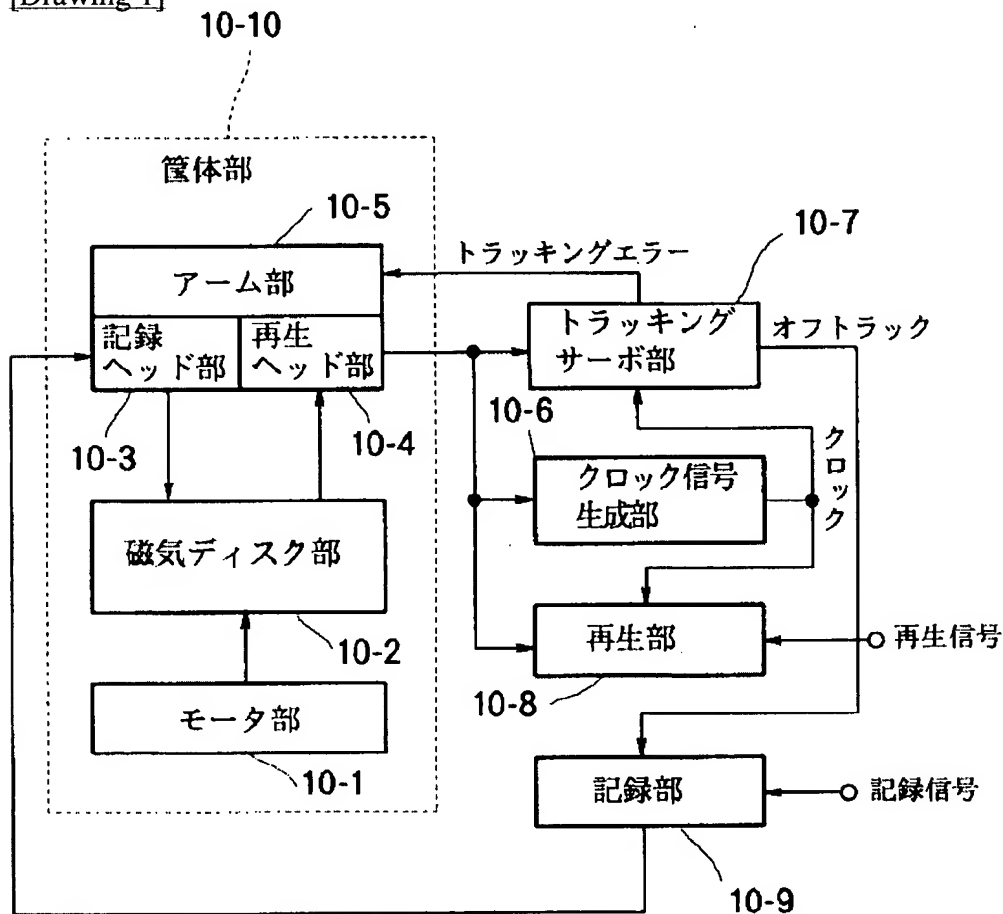 [Drawing 1]
10-10
筐体部
10-5
アーム部
記録
ヘッド部
再生
ヘッド部
10-3
10-4
磁気ディスク部
10-2
モータ部
10-1
トラッキングエラー
10-7
トラッキング
サーボ部
オフトラック
10-6
クロック信号
生成部
クロック
再生部
再生信号
10-8
記録部
記録信号
10-9